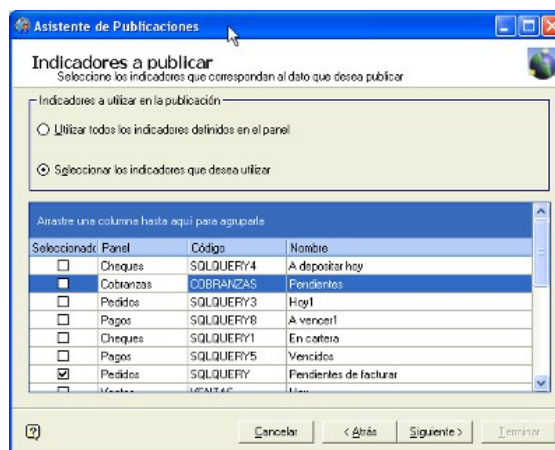 Asistente de Publicaciones
Indicadores a publicar
Seleccione los indicadores que correspondan al dato que desea publicar
Indicadores a utilizar en la publicación
Utilizar todos los indicadores definidos en el panel
Seleccionar los indicadores que desea utilizar
Arrastre una columna hasta aquí para agruparla
Seleccionado Panel Código Nombre
Cheques SQLQUERY4 A depositar hoy
Cobranzas COBRANZAS Pendientes
Pedidos SQLQUERY3 Hoy1
Pagos SQLQUERY8 A vencer1
Cheques SQLQUERY1 En cartera
Pagos SQLQUERY5 Vencidos
Pedidos SQLQUERY Pendientes de facturar
Ventas VENTAS Hoy
Cancelar < Atrás Siguiente > Terminar